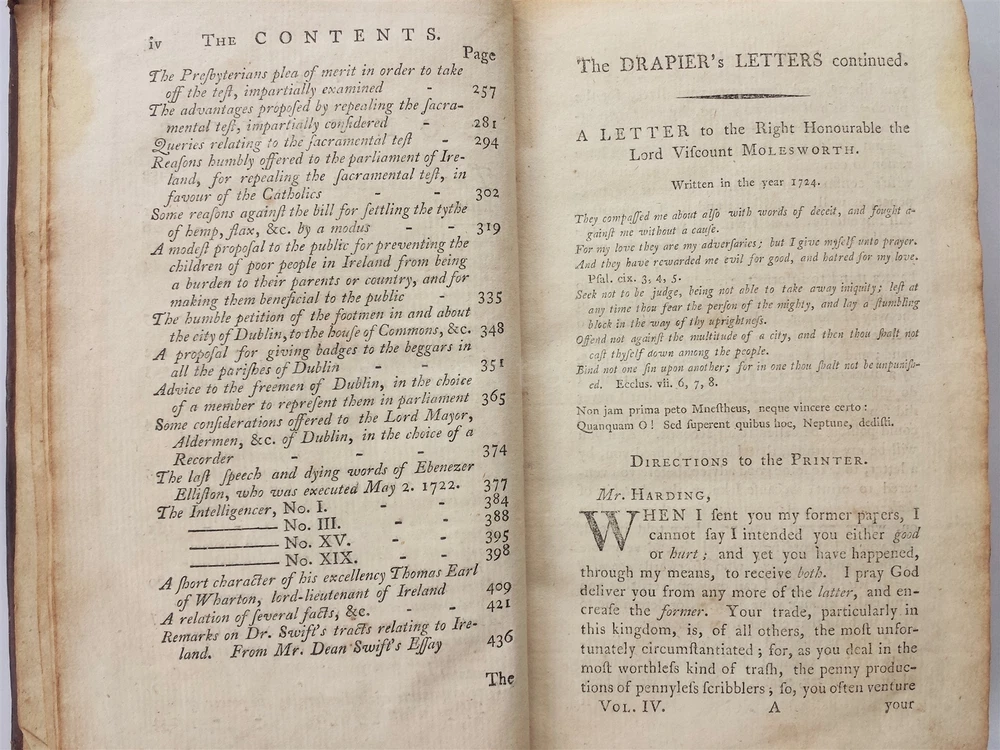 iv THE CONTENTS.
Page
The Preſbyterians plea of merit in order to take
off the teſt, impartially examined - 257
The advantages propoſed by repealing the ſacra-
mental teſt, impartially conſidered - 281
Queries relating to the ſacramental teſt - 294
Reaſons humbly offered to the parliament of Ire-
land, for repealing the ſacramental teſt, in
favour of the Catholics - - 302
Some reaſons againſt the bill for ſettling the tythe
of hemp, flax, &c. by a modus - - 319
A modeſt propoſal to the public for preventing the
children of poor people in Ireland from being
a burden to their parents or country, and for
making them beneficial to the public - 335
The humble petition of the footmen in and about
the city of Dublin, to the houſe of Commons, &c. 348
A propoſal for giving badges to the beggars in
all the pariſhes of Dublin - - 351
Advice to the freemen of Dublin, in the choice
of a member to repreſent them in parliament 365
Some conſiderations offered to the Lord Mayor,
Aldermen, &c. of Dublin, in the choice of a
Recorder - - - 374
The laſt ſpeech and dying words of Ebenezer
Elliſton, who was executed May 2. 1722. 377
The Intelligencer, No. I. - - 384
——— No. III. - - 388
——— No. XV. - - 395
——— No. XIX. - - 398
A ſhort character of his excellency Thomas Earl
of Wharton, lord-lieutenant of Ireland 409
A relation of ſeveral facts, &c. - - 421
Remarks on Dr. Swift's tracts relating to Ire-
land. From Mr. Dean Swift's Eſſay 436
The
The DRAPIER's LETTERS continued.
A LETTER to the Right Honourable the
Lord Viſcount MOLESWORTH.
Written in the year 1724.
They compaſſed me about alſo with words of deceit, and fought a-
gainſt me without a cauſe.
For my love they are my adverſaries; but I give myſelf unto prayer.
And they have rewarded me evil for good, and hatred for my love.
Pſal. cix. 3, 4, 5.
Seek not to be judge, being not able to take away iniquity; leſt at
any time thou fear the perſon of the mighty, and lay a ſtumbling
block in the way of thy uprightneſs.
Offend not againſt the multitude of a city, and then thou ſhalt not
caſt thyſelf down among the people.
Bind not one ſin upon another; for in one thou ſhalt not be unpuniſh-
ed. Eccluſ. vii. 6, 7, 8.
Non jam prima peto Mneſtheus, neque vincere certo:
Quanquam O! Sed ſuperent quibus hoc, Neptune, dediſti.
DIRECTIONS to the PRINTER.
Mr. HARDING,
WHEN I ſent you my former papers, I
cannot ſay I intended you either good
or hurt; and yet you have happened,
through my means, to receive both. I pray God
deliver you from any more of the latter, and en-
creaſe the former. Your trade, particularly in
this kingdom, is, of all others, the moſt unfor-
tunately circumſtantiated; for, as you deal in the
moſt worthleſs kind of traſh, the penny produc-
tions of pennyleſs ſcribblers; ſo, you often venture
VOL. IV. A your